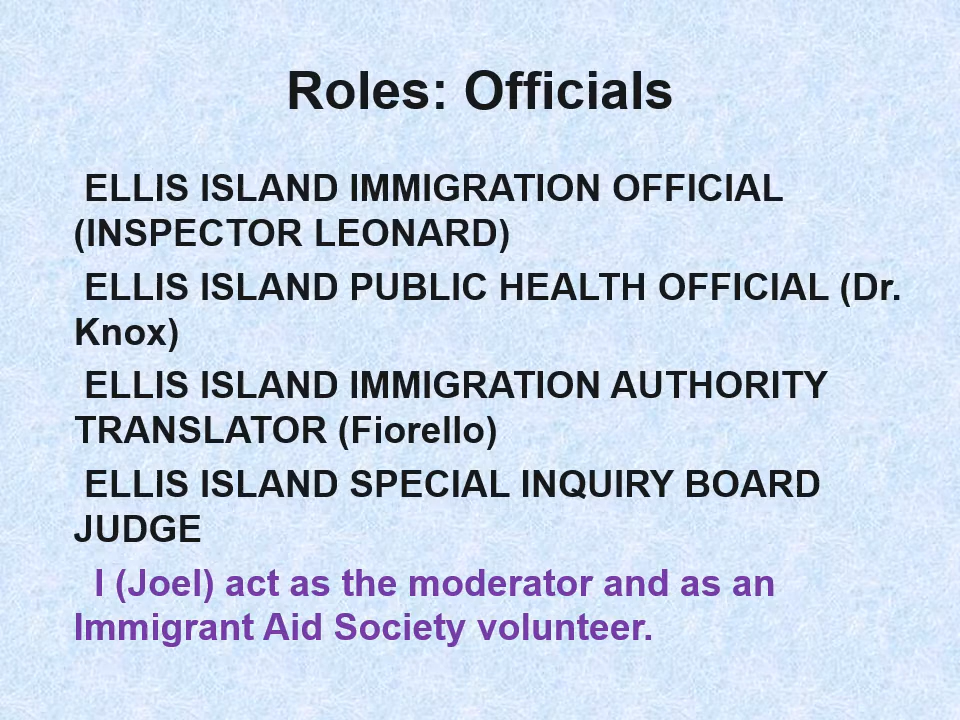 Roles: Officials
ELLIS ISLAND IMMIGRATION OFFICIAL
(INSPECTOR LEONARD)
ELLIS ISLAND PUBLIC HEALTH OFFICIAL (Dr.
Knox)
ELLIS ISLAND IMMIGRATION AUTHORITY
TRANSLATOR (Fiorello)
ELLIS ISLAND SPECIAL INQUIRY BOARD
JUDGE
I (Joel) act as the moderator and as an
Immigrant Aid Society volunteer.